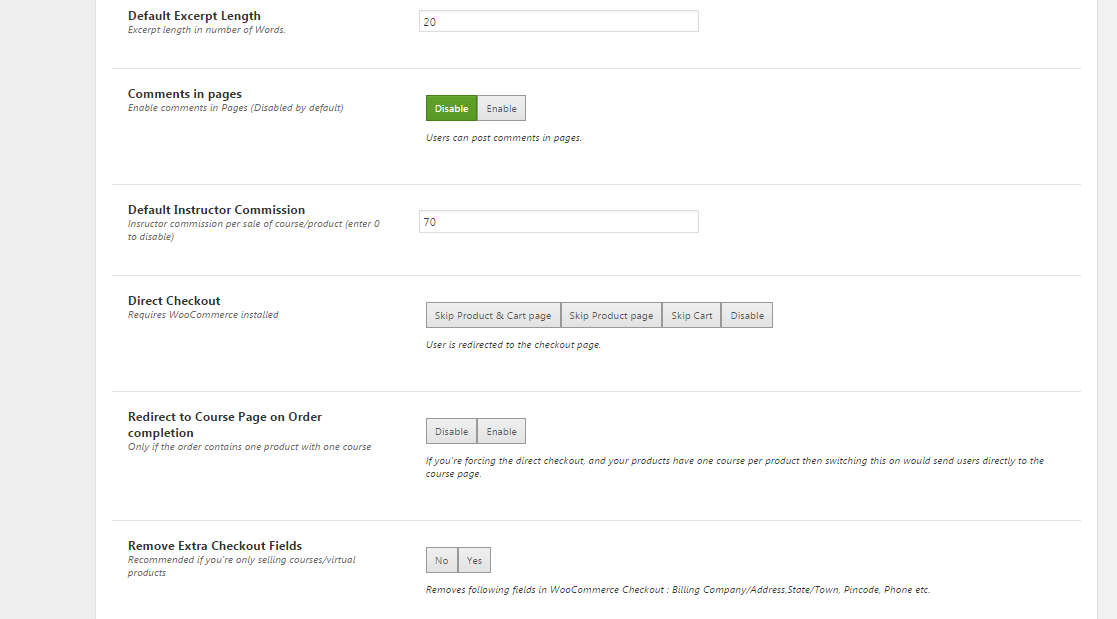 Default Excerpt Length
Excerpt length in number of Words.
20
Comments in pages
Enable comments in Pages (Disabled by default)
Disable Enable
Users can post comments in pages.
Default Instructor Commission
Insructor commission per sale of course/product (enter 0
to disable)
70
Direct Checkout
Requires WooCommerce installed
Skip Product & Cart page Skip Product page Skip Cart Disable
User is redirected to the checkout page.
Redirect to Course Page on Order
completion
Only if the order contains one product with one course
Disable Enable
If you're forcing the direct checkout, and your products have one course per product then switching this on would send users directly to the
course page.
Remove Extra Checkout Fields
Recommended if you're only selling courses/virtual
products
No Yes
Removes following fields in WooCommerce Checkout : Billing Company/Address,State/Town, Pincode, Phone etc.